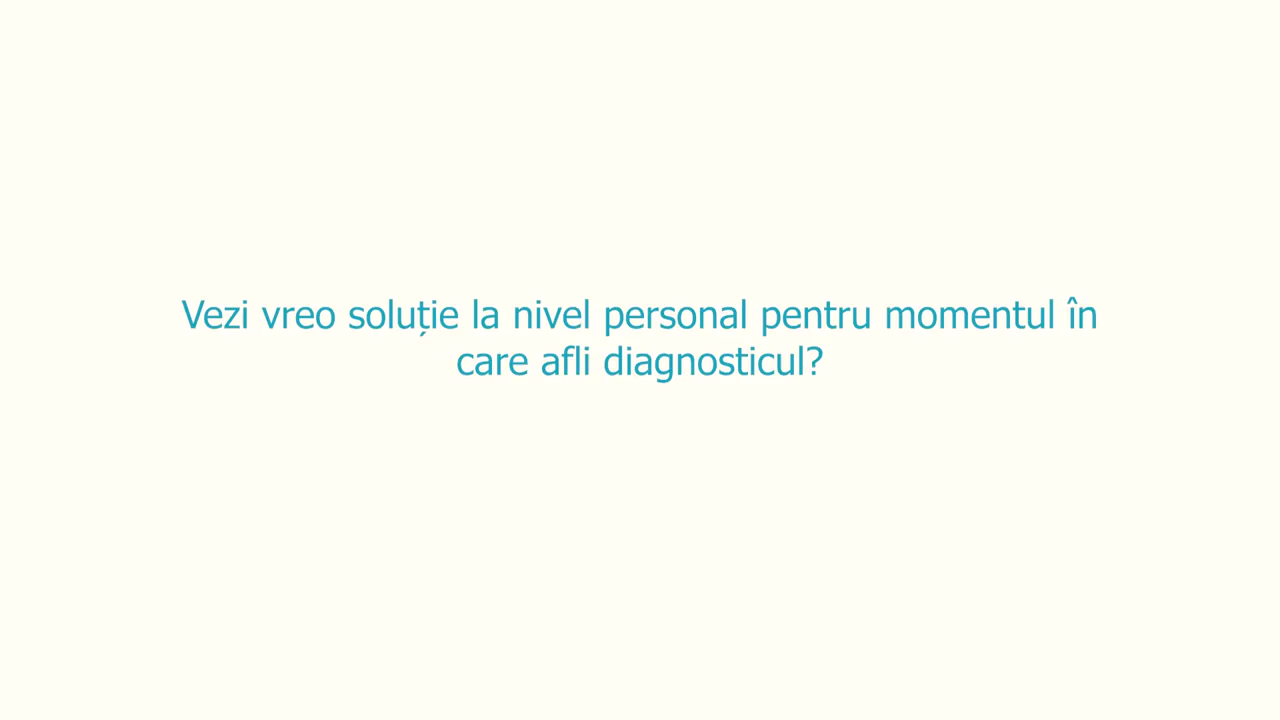 Vezi vreo soluție la nivel personal pentru momentul în
care afli diagnosticul?